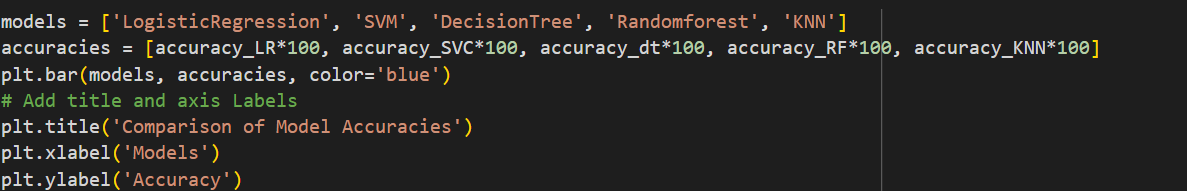 models = ['LogisticRegression', 'SVM', 'DecisionTree', 'Randomforest', 'KNN']
accuracies = [accuracy_LR*100, accuracy_SVC*100, accuracy_dt*100, accuracy_RF*100, accuracy_KNN*100]
plt.bar(models, accuracies, color='blue')
# Add title and axis Labels
plt.title('Comparison of Model Accuracies')
plt.xlabel('Models')
plt.ylabel('Accuracy')